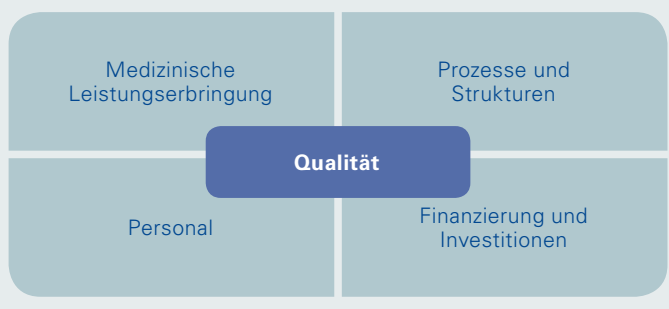 Medizinische
Leistungserbringung
Prozesse und
Strukturen
Qualität
Personal
Finanzierung und
Investitionen